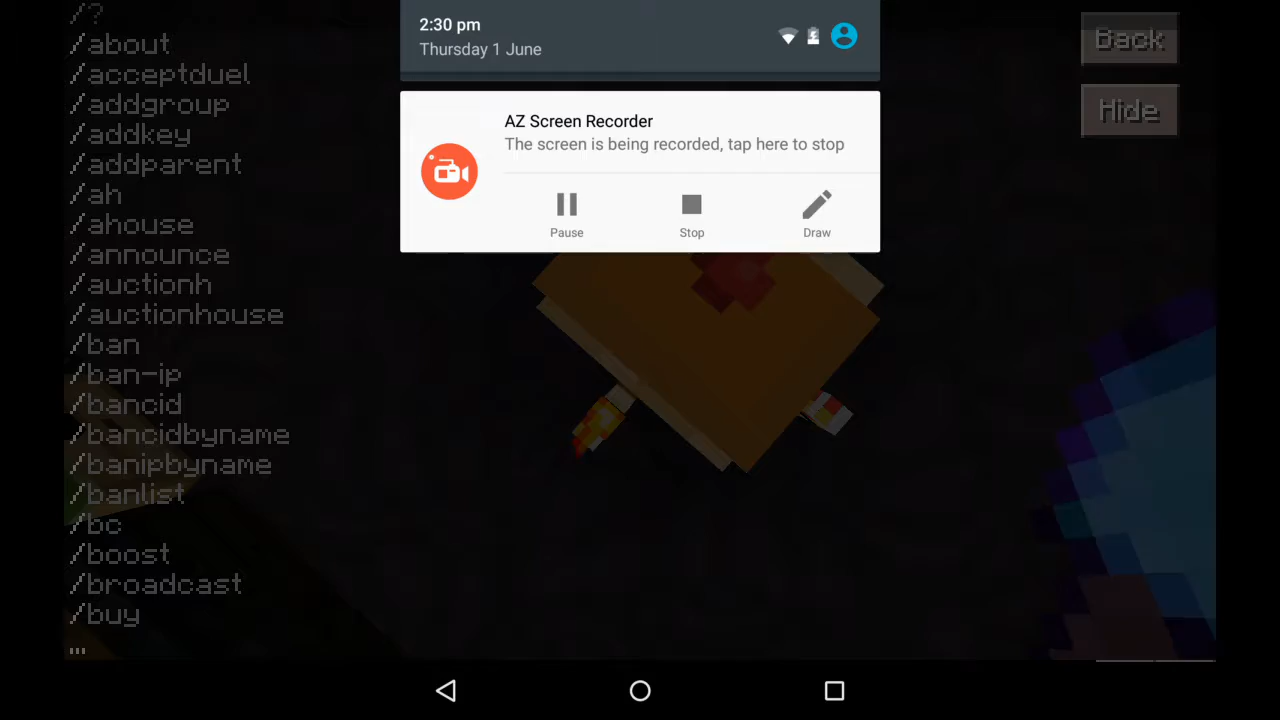 /?
/about
/acceptduel
/addgroup
/addkey
/addparent
/ah
/ahouse
/announce
/auctionh
/auctionhouse
/ban
/ban-ip
/bancid
/bancidbyname
/banipbyname
/banlist
/bc
/boost
/broadcast
/buy
...
2:30 pm
Thursday 1 June
AZ Screen Recorder
The screen is being recorded, tap here to stop
Pause Stop Draw
Back
Hide